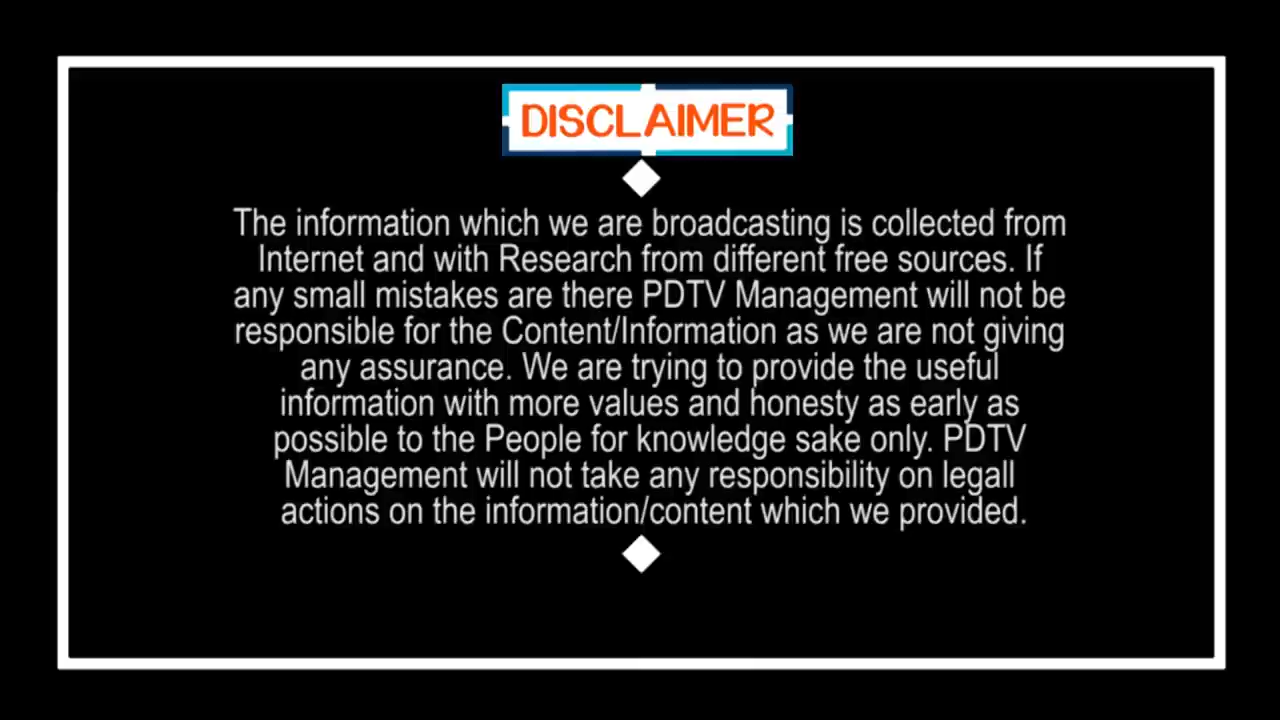 DISCLAIMER
The information which we are broadcasting is collected from
Internet and with Research from different free sources. If
any small mistakes are there PDTV Management will not be
responsible for the Content/Information as we are not giving
any assurance. We are trying to provide the useful
information with more values and honesty as early as
possible to the People for knowledge sake only. PDTV
Management will not take any responsibility on legall
actions on the information/content which we provided.